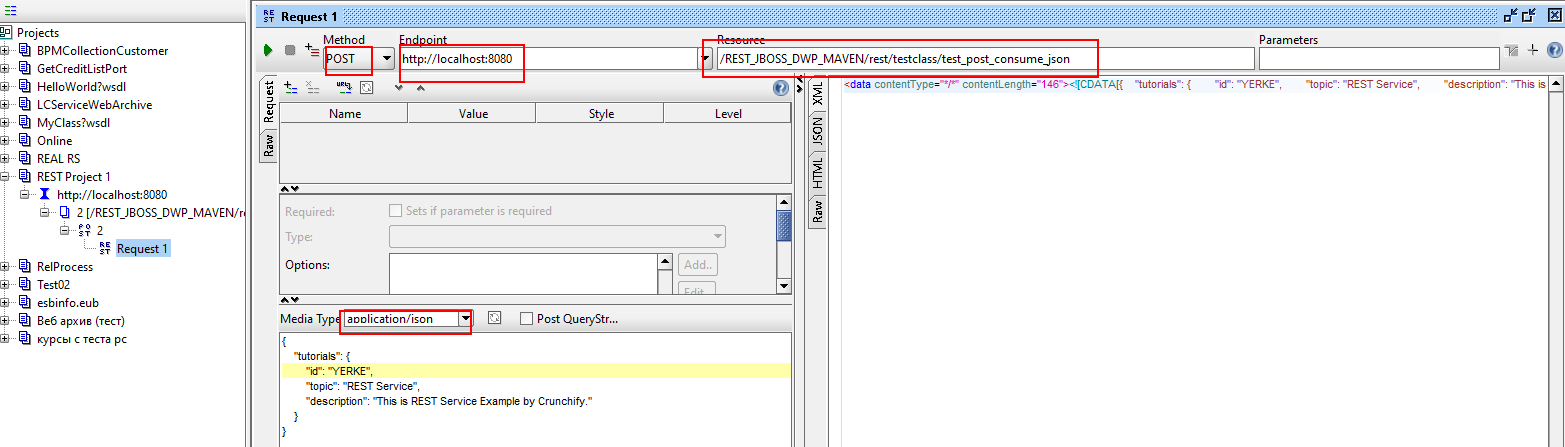 Projects
BPMCollectionCustomer
GetCreditListPort
HelloWorld?wsdl
LCServiceWebArchive
MyClass?wsdl
Online
REAL RS
REST Project 1
http://localhost:8080
2 [/REST_JBOSS_DWP_MAVEN/re
2
Request 1
RelProcess
Test02
esbinfo.eub
Веб архив (тест)
курсы с теста рс
Request 1
Method
Endpoint
Resource
Parameters
POST
http://localhost:8080
/REST_JBOSS_DWP_MAVEN/rest/testclass/test_post_consume_json
Request
Raw
Name Value Style Level
Required:
Sets if parameter is required
Type:
Options:
Add..
Edit
Media Type
application/json
Post QueryStr...
{
"tutorials": {
"id": "YERKE",
"topic": "REST Service",
"description": "This is REST Service Example by Crunchify."
}
}
XML
JSON
HTML
Raw
<data contentType="*/*" contentLength="146"><![CDATA[{ "tutorials": { "id": "YERKE", "topic": "REST Service", "description": "This is